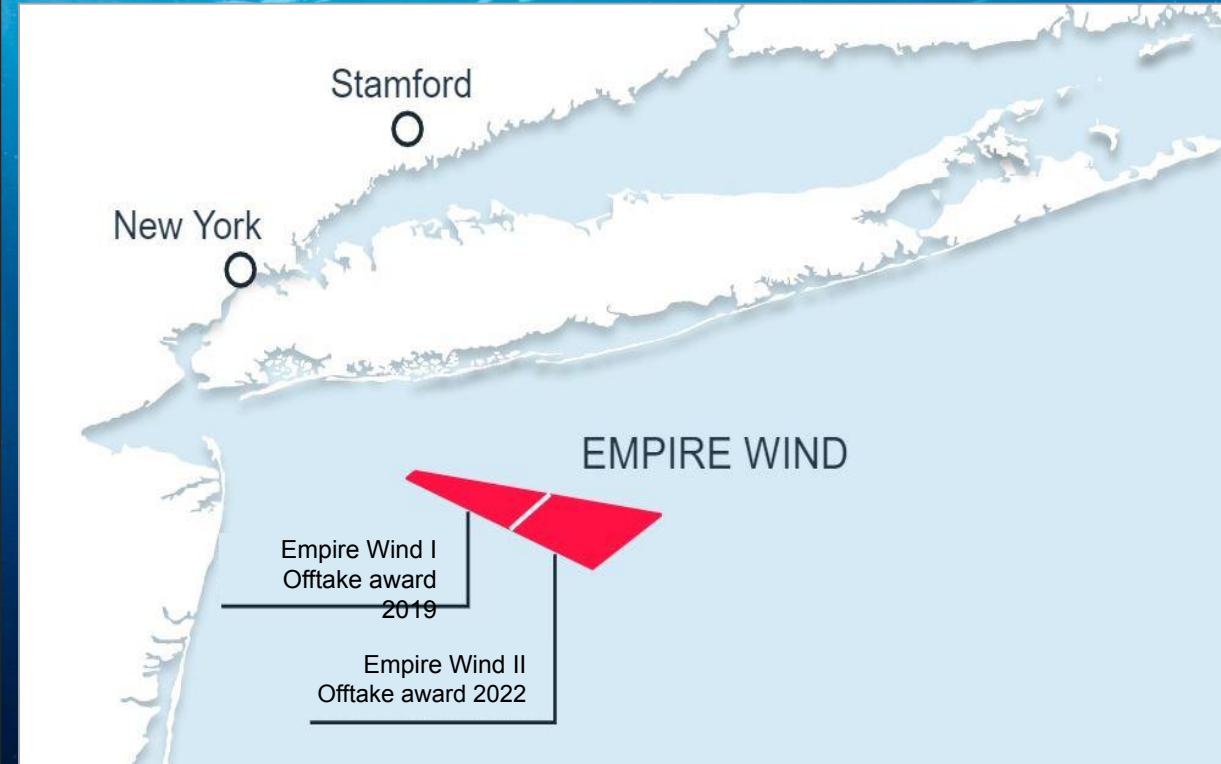 Stamford
New York
EMPIRE WIND
Empire Wind I
Offtake award
2019
Empire Wind II
Offtake award 2022